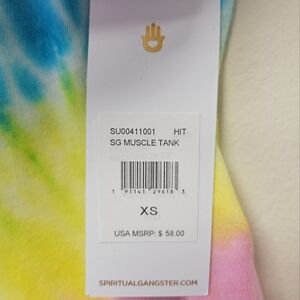 SU00411001 HIT
SG MUSCLE TANK
1 91141 29618 3
XS
USA MSRP: $ 58.00
SPIRITUALGANGSTER.COM